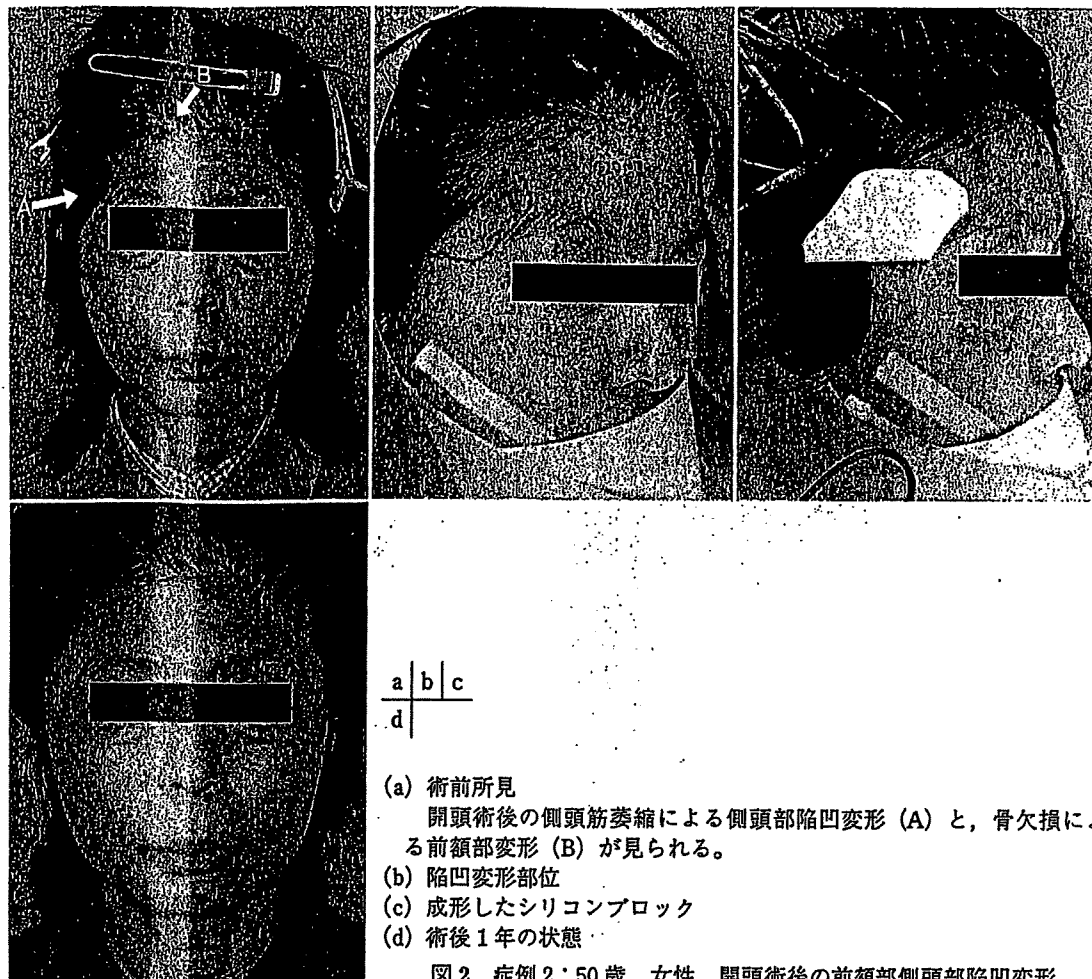 B
A
a b c
d
(a) 術前所見
開頭術後の側頭筋萎縮による側頭部陥凹変形 (A) と,骨欠損に
る前額部変形 (B) が見られる。
(b) 陥凹変形部位
(c) 成形したシリコンブロック
(d) 術後1年の状態
図2 症例2:50歳,女性,開頭術後の前額部側頭部陥凹変形